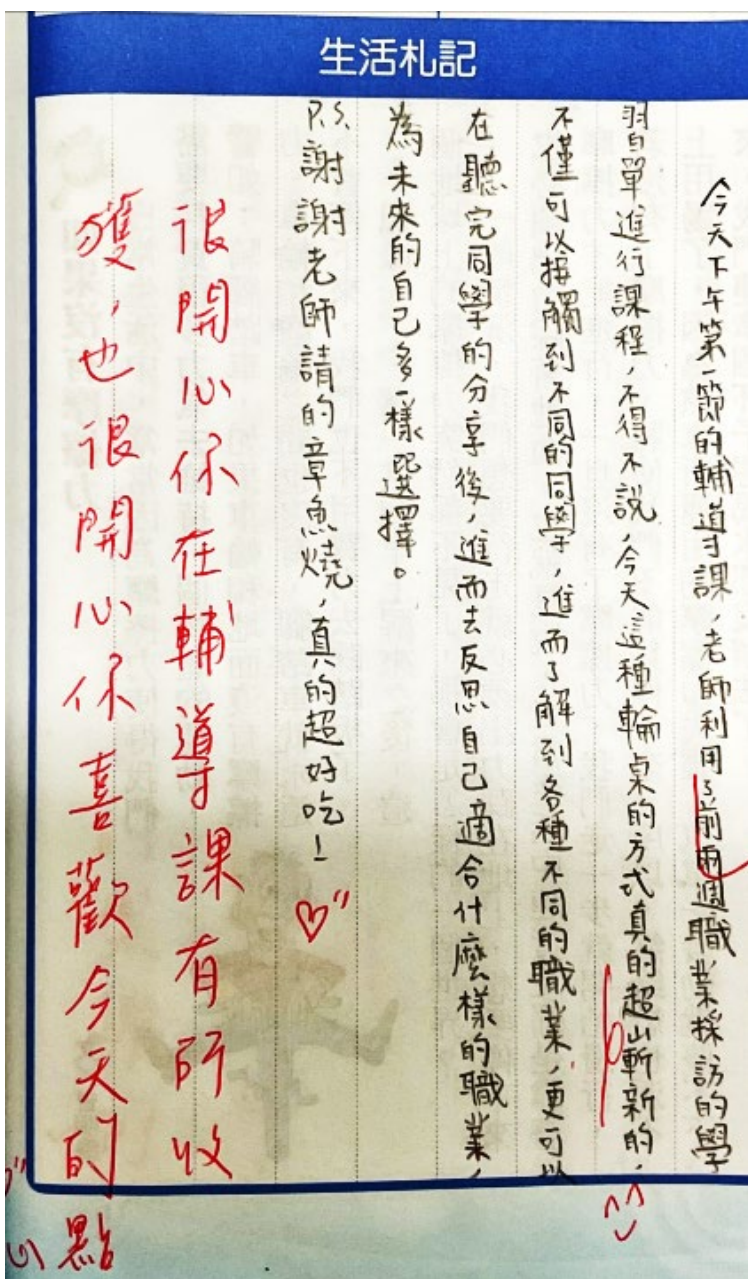 生活札記
今天下午第一節的輔導課,老師利用了前兩週職業採訪的學
習單進行課程,不得不說,今天這種輪桌的方式真的超嶄新的,
不僅可以接觸到不同的同學,進而了解到各種不同的職業,更可以
在聽完同學的分享後,進而去反思自己適合什麼樣的職業,
為未來的自己多一樣選擇。
P.S.謝謝老師請的章魚燒,真的超好吃!
很開心你在輔導課有所收
獲,也很開心你喜歡今天的點